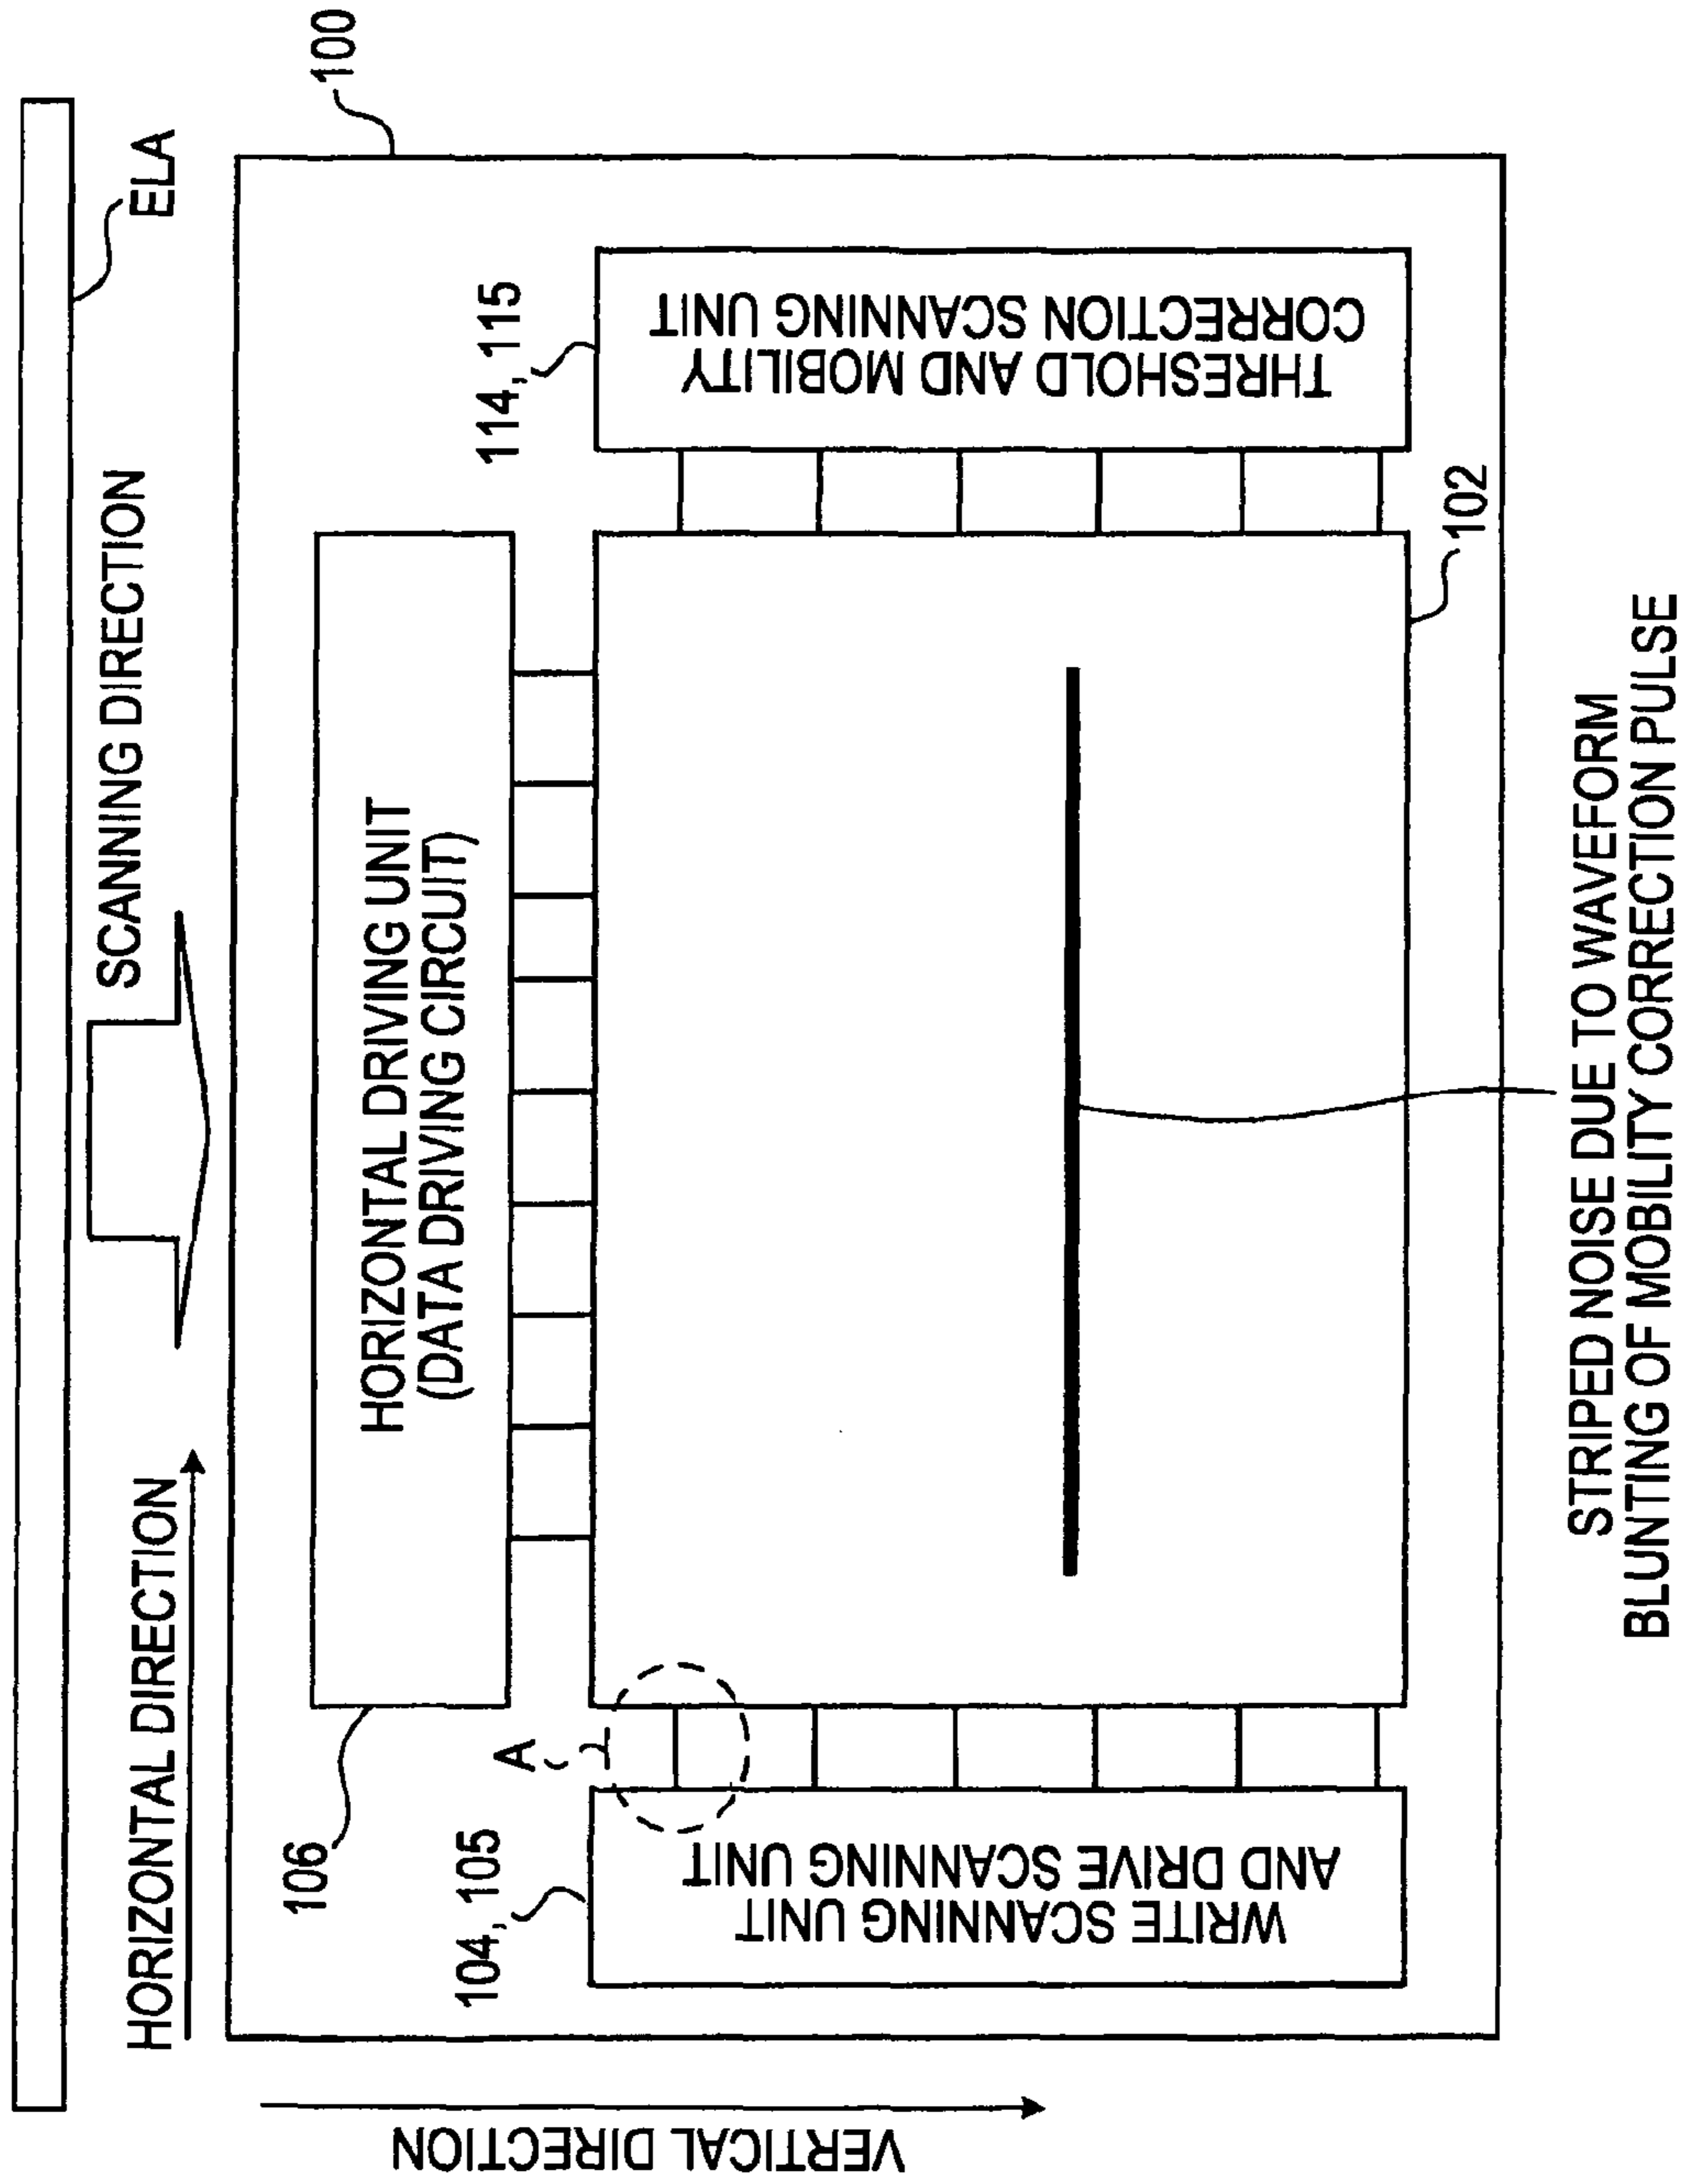 ELA
SCANNING DIRECTION
HORIZONTAL DIRECTION
VERTICAL DIRECTION
100
106
HORIZONTAL DRIVING UNIT
(DATA DRIVING CIRCUIT)
A
104, 105
WRITE SCANNING UNIT
AND DRIVE SCANNING UNIT
114, 115
THRESHOLD AND MOBILITY
CORRECTION SCANNING UNIT
102
STRIPED NOISE DUE TO WAVEFORM
BLUNTING OF MOBILITY CORRECTION PULSE